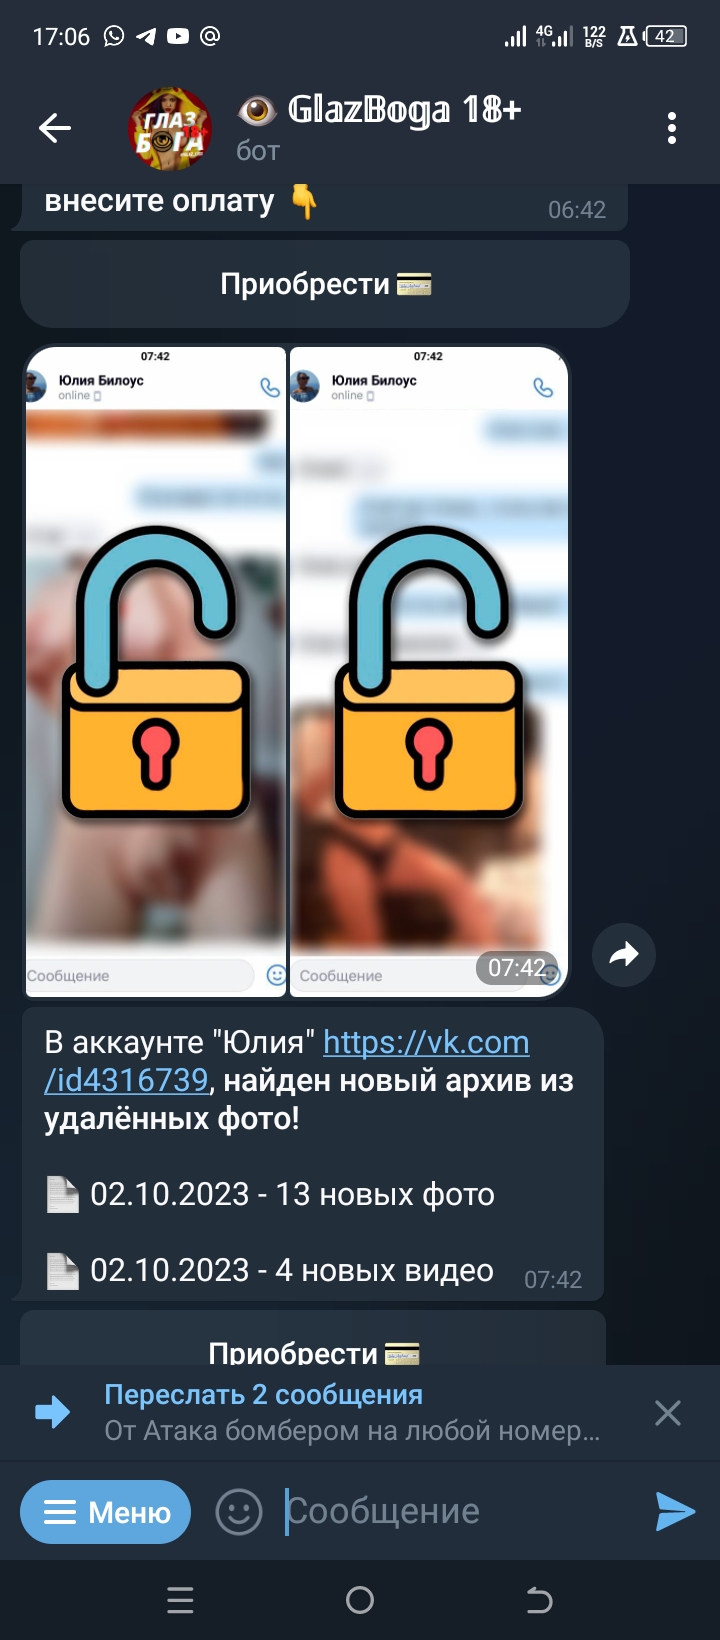 17:06
4G
122
B/S
42
ГЛАЗ
БОГА
18+
GlazBoga 18+
бот
внесите оплату
06:42
Приобрести
07:42
Юлия Билоус
online
Сообщение
07:42
Юлия Билоус
online
Сообщение
07:42
В аккаунте "Юлия" https://vk.com
/id4316739, найден новый архив из
удалённых фото!
02.10.2023 - 13 новых фото
02.10.2023 - 4 новых видео
07:42
Приобрести
Переслать 2 сообщения
От Атака бомбером на любой номер...
Меню
Сообщение